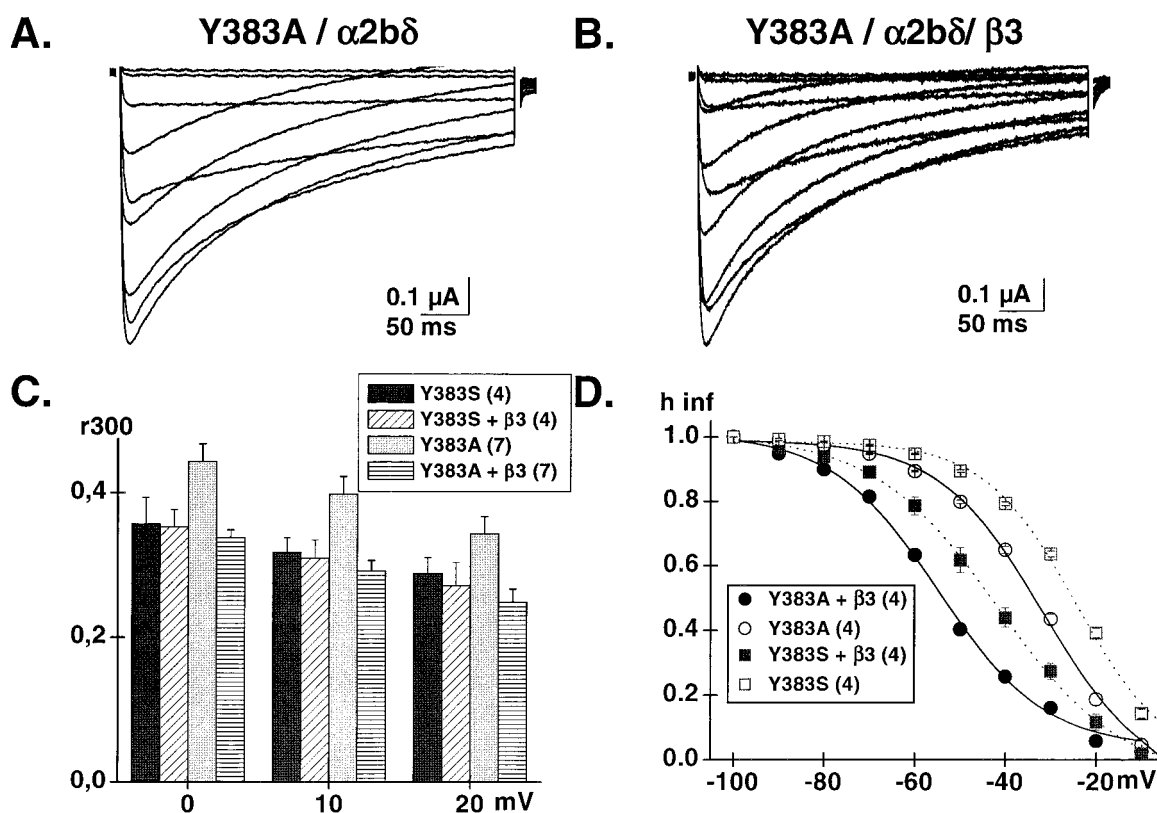 A.
Y383A / α2bδ
0.1 µA
50 ms
B.
Y383A / α2bδ/ β3
0.1 µA
50 ms
C.
r300
Y383S (4)
Y383S + β3 (4)
Y383A (7)
Y383A + β3 (7)
0,4
0,2
0,0
0 10 20 mV
D.
h inf
1.0
0.8
0.6
0.4
0.2
0.0
Y383A + β3 (4)
Y383A (4)
Y383S + β3 (4)
Y383S (4)
-100 -80 -60 -40 -20 mV